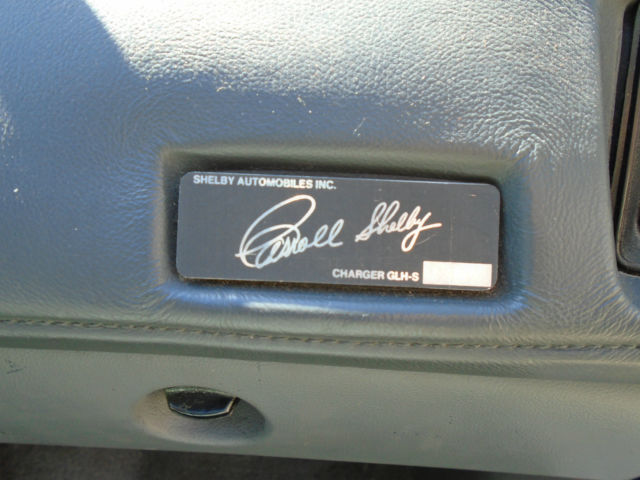 SHELBY AUTOMOBILES INC.
Carroll Shelby
CHARGER GLH-S